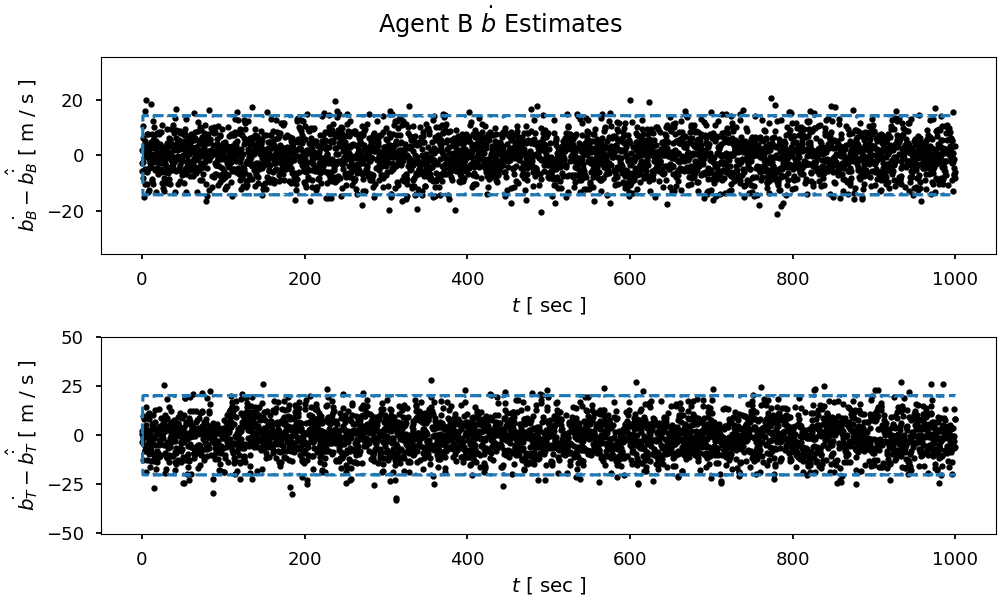 Agent B ḃ Estimates
ḃ_B − ḃ̂_B [ m / s ]
20
0
−20
0 200 400 600 800 1000
t [ sec ]
ḃ_T − ḃ̂_T [ m / s ]
50
25
0
−25
−50
0 200 400 600 800 1000
t [ sec ]